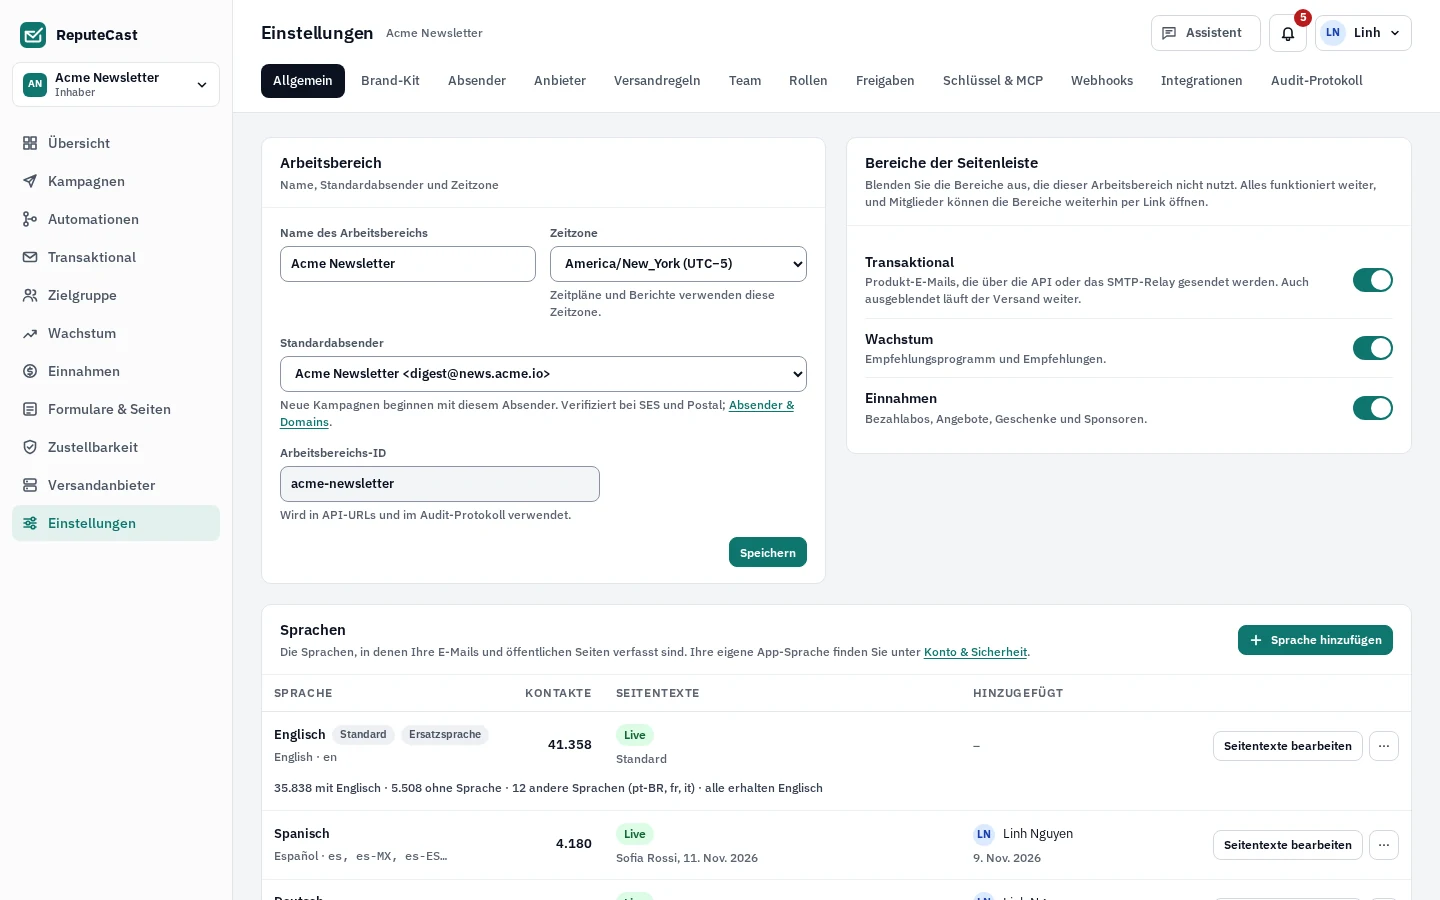 ReputeCast
AN
Acme Newsletter
Inhaber
Übersicht
Kampagnen
Automationen
Transaktional
Zielgruppe
Wachstum
Einnahmen
Formulare & Seiten
Zustellbarkeit
Versandanbieter
Einstellungen
Einstellungen
Acme Newsletter
Assistent
5
LN
Linh
Allgemein
Brand-Kit
Absender
Anbieter
Versandregeln
Team
Rollen
Freigaben
Schlüssel & MCP
Webhooks
Integrationen
Audit-Protokoll
Arbeitsbereich
Name, Standardabsender und Zeitzone
Name des Arbeitsbereichs
Acme Newsletter
Zeitzone
America/New_York (UTC−5)
Zeitpläne und Berichte verwenden diese
Zeitzone.
Standardabsender
Acme Newsletter <digest@news.acme.io>
Neue Kampagnen beginnen mit diesem Absender. Verifiziert bei SES und Postal; Absender &
Domains.
Arbeitsbereichs-ID
acme-newsletter
Wird in API-URLs und im Audit-Protokoll verwendet.
Speichern
Bereiche der Seitenleiste
Blenden Sie die Bereiche aus, die dieser Arbeitsbereich nicht nutzt. Alles funktioniert weiter,
und Mitglieder können die Bereiche weiterhin per Link öffnen.
Transaktional
Produkt-E-Mails, die über die API oder das SMTP-Relay gesendet werden. Auch
ausgeblendet läuft der Versand weiter.
Wachstum
Empfehlungsprogramm und Empfehlungen.
Einnahmen
Bezahlabos, Angebote, Geschenke und Sponsoren.
Sprachen
Die Sprachen, in denen Ihre E-Mails und öffentlichen Seiten verfasst sind. Ihre eigene App-Sprache finden Sie unter Konto & Sicherheit.
Sprache hinzufügen
SPRACHE KONTAKTE SEITENTEXTE HINZUGEFÜGT
Englisch Standard Ersatzsprache
English · en
41.358
Live
Standard
–
Seitentexte bearbeiten
35.838 mit Englisch · 5.508 ohne Sprache · 12 andere Sprachen (pt-BR, fr, it) · alle erhalten Englisch
Spanisch
Español · es, es-MX, es-ES…
4.180
Live
Sofia Rossi, 11. Nov. 2026
LN Linh Nguyen
9. Nov. 2026
Seitentexte bearbeiten